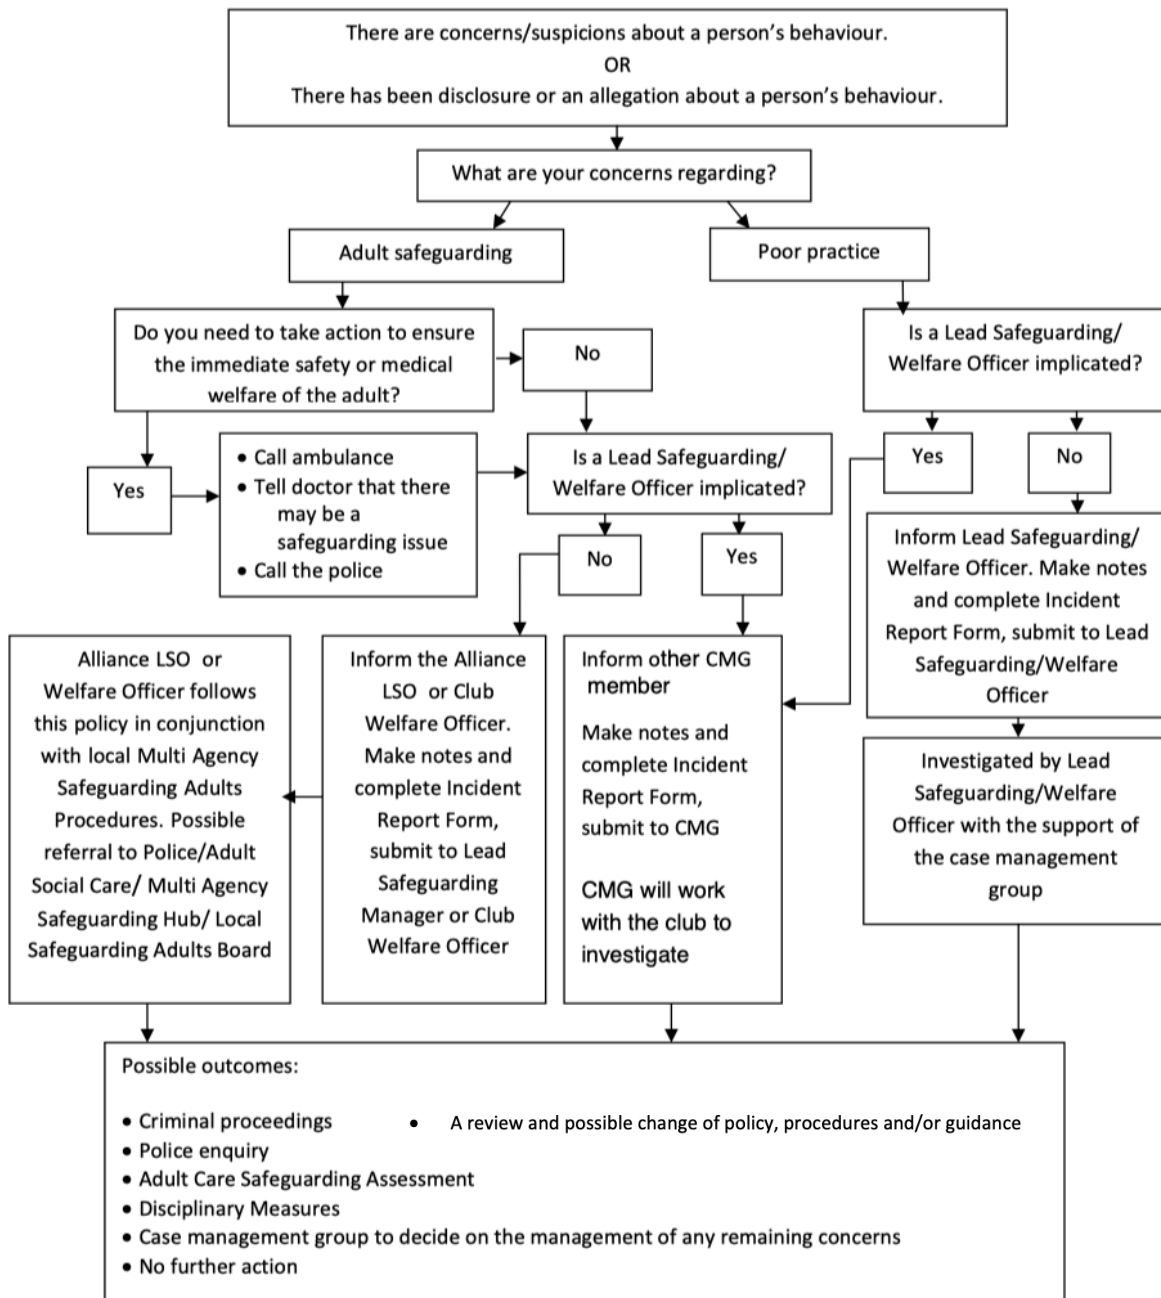 There are concerns/suspicions about a person’s behaviour.
OR
There has been disclosure or an allegation about a person’s behaviour.
What are your concerns regarding?
Adult safeguarding
Poor practice
Do you need to take action to ensure
the immediate safety or medical
welfare of the adult?
No
Is a Lead Safeguarding/
Welfare Officer implicated?
Yes
• Call ambulance
• Tell doctor that there
may be a
safeguarding issue
• Call the police
Is a Lead Safeguarding/
Welfare Officer implicated?
Yes
No
No
Yes
Inform Lead Safeguarding/
Welfare Officer. Make notes
and complete Incident
Report Form, submit to Lead
Safeguarding/Welfare
Officer
Alliance LSO or
Welfare Officer follows
this policy in conjunction
with local Multi Agency
Safeguarding Adults
Procedures. Possible
referral to Police/Adult
Social Care/ Multi Agency
Safeguarding Hub/ Local
Safeguarding Adults Board
Inform the Alliance
LSO or Club
Welfare Officer.
Make notes and
complete Incident
Report Form,
submit to Lead
Safeguarding
Manager or Club
Welfare Officer
Inform other CMG
member
Make notes and
complete Incident
Report Form,
submit to CMG
CMG will work
with the club to
investigate
Investigated by Lead
Safeguarding/Welfare
Officer with the support of
the case management
group
Possible outcomes:
• Criminal proceedings
• A review and possible change of policy, procedures and/or guidance
• Police enquiry
• Adult Care Safeguarding Assessment
• Disciplinary Measures
• Case management group to decide on the management of any remaining concerns
• No further action